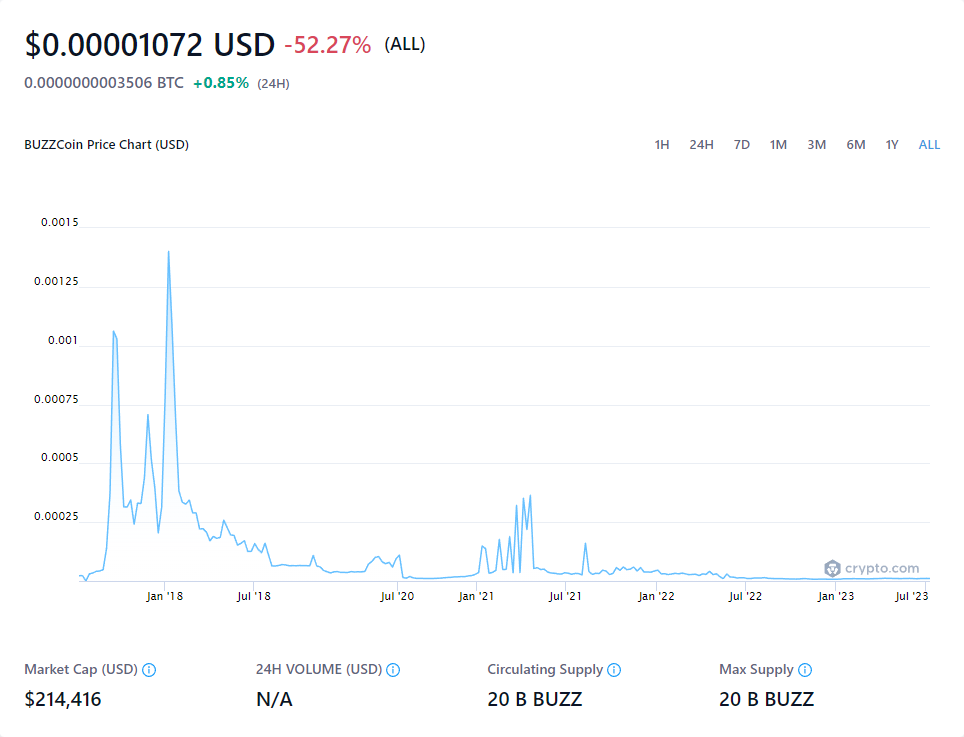 $0.00001072 USD -52.27% (ALL)
0.0000000003506 BTC +0.85% (24H)
BUZZCoin Price Chart (USD) 1H 24H 7D 1M 3M 6M 1Y ALL
0.0015
0.00125
0.001
0.00075
0.0005
0.00025
crypto.com
Jan '18 Jul '18 Jul '20 Jan '21 Jul '21 Jan '22 Jul '22 Jan '23 Jul '23
Market Cap (USD) 24H VOLUME (USD) Circulating Supply Max Supply
$214,416 N/A 20 B BUZZ 20 B BUZZ